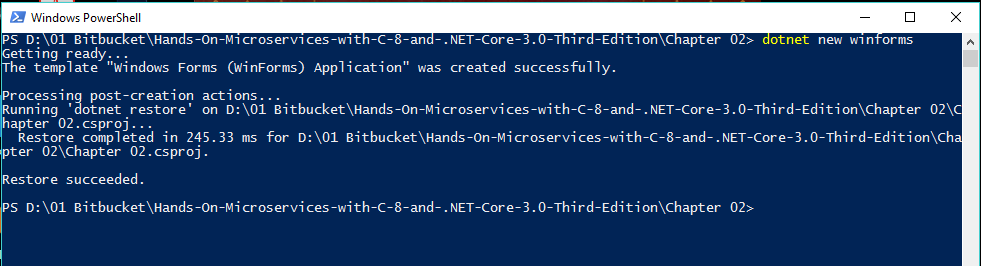 Windows PowerShell
PS D:\01 Bitbucket\Hands-On-Microservices-with-C-8-and-.NET-Core-3.0-Third-Edition\Chapter 02> dotnet new winforms
Getting ready...
The template "Windows Forms (WinForms) Application" was created successfully.
Processing post-creation actions...
Running 'dotnet restore' on D:\01 Bitbucket\Hands-On-Microservices-with-C-8-and-.NET-Core-3.0-Third-Edition\Chapter 02\C
hapter 02.csproj...
Restore completed in 245.33 ms for D:\01 Bitbucket\Hands-On-Microservices-with-C-8-and-.NET-Core-3.0-Third-Edition\Cha
pter 02\Chapter 02.csproj.
Restore succeeded.
PS D:\01 Bitbucket\Hands-On-Microservices-with-C-8-and-.NET-Core-3.0-Third-Edition\Chapter 02>